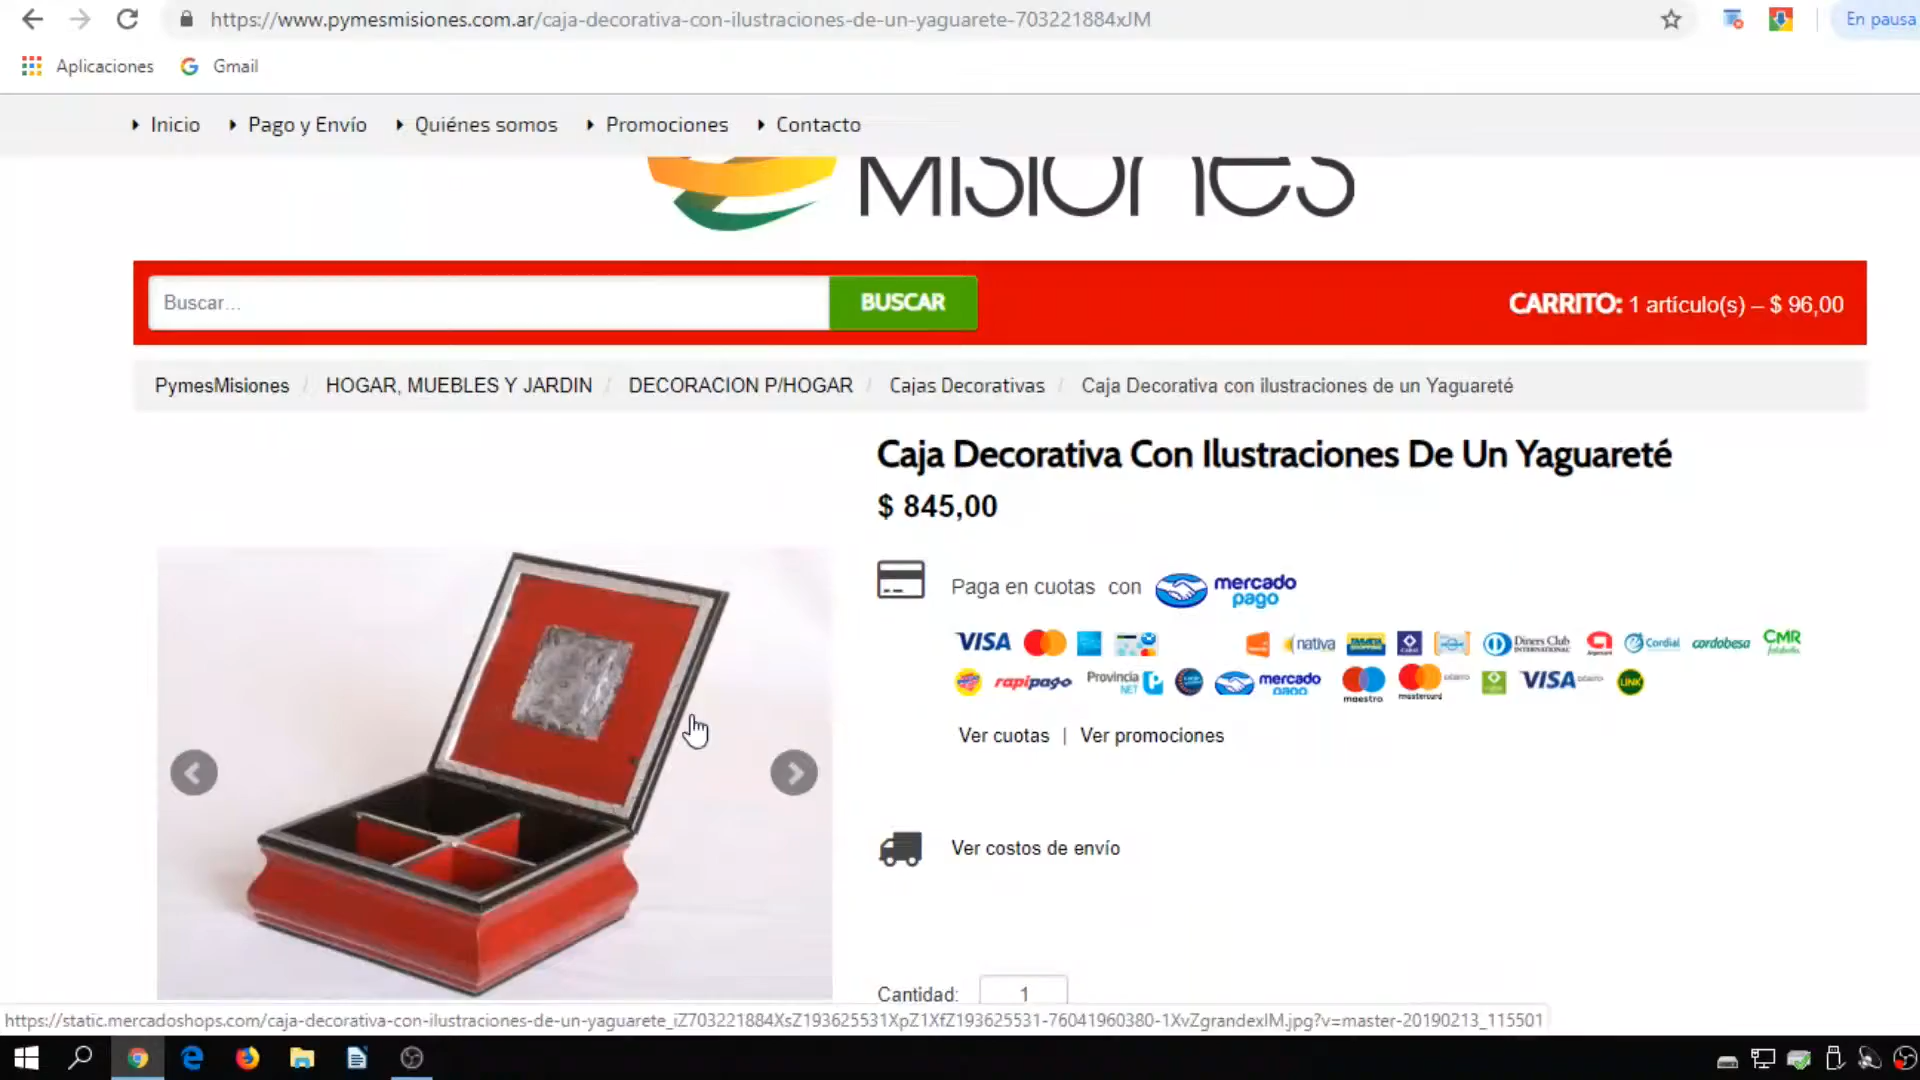 https://www.pymesmisiones.com.ar/caja-decorativa-con-ilustraciones-de-un-yaguarete-703221884xJM
En pausa
Aplicaciones
Gmail
Inicio
Pago y Envío
Quiénes somos
Promociones
Contacto
Misiones
Buscar...
BUSCAR
CARRITO: 1 artículo(s) – $ 96,00
PymesMisiones / HOGAR, MUEBLES Y JARDIN / DECORACION P/HOGAR / Cajas Decorativas / Caja Decorativa con ilustraciones de un Yaguareté
Caja Decorativa Con Ilustraciones De Un Yaguareté
$ 845,00
Paga en cuotas con mercado pago
VISA nativa Diners Club INTERNATIONAL Cordial cordobesa CMR
rapipago Provincia NET mercado pago maestro mastercard VISA LINK
Ver cuotas | Ver promociones
Ver costos de envío
Cantidad: 1
https://static.mercadoshops.com/caja-decorativa-con-ilustraciones-de-un-yaguarete_iZ703221884XsZ193625531XpZ1XfZ193625531-76041960380-1XvZgrandexIM.jpg?v=master-20190213_115501